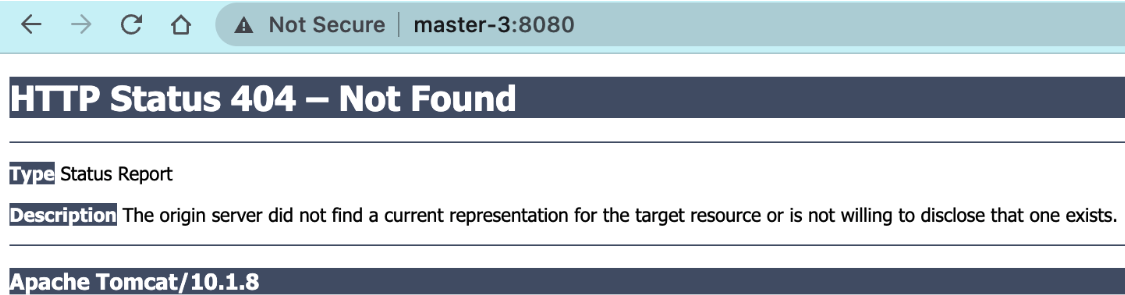 Not Secure master-3:8080
HTTP Status 404 – Not Found
Type Status Report
Description The origin server did not find a current representation for the target resource or is not willing to disclose that one exists.
Apache Tomcat/10.1.8